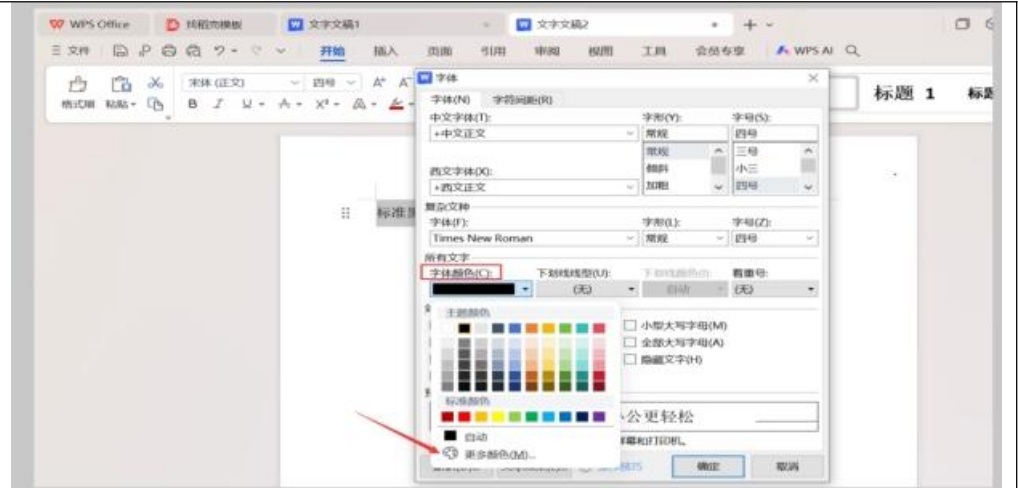 WPS Office 找稻壳模板 文字文稿1 文字文稿2
文件 开始 插入 页面 引用 审阅 视图 工具 会员专享 WPS AI
格式刷 粘贴 宋体 (正文) 四号 A+ A- 标题 1
B I U A X² A
字体
字体(N) 字符间距(R)
中文字体(T): 字形(Y): 字号(S):
+中文正文 常规 四号
常规 三号
倾斜 小三
西文字体(X): 加粗 四号
+西文正文
复杂文种
字体(F): 字形(L): 字号(Z):
Times New Roman 常规 四号
所有文字
字体颜色(C): 下划线线型(U): 下划线颜色(I): 着重号:
(无) 自动 (无)
主题颜色
小型大写字母(M)
全部大写字母(A)
隐藏文字(H)
标准颜色
公更轻松
自动
更多颜色(M)...
确定 取消
标准